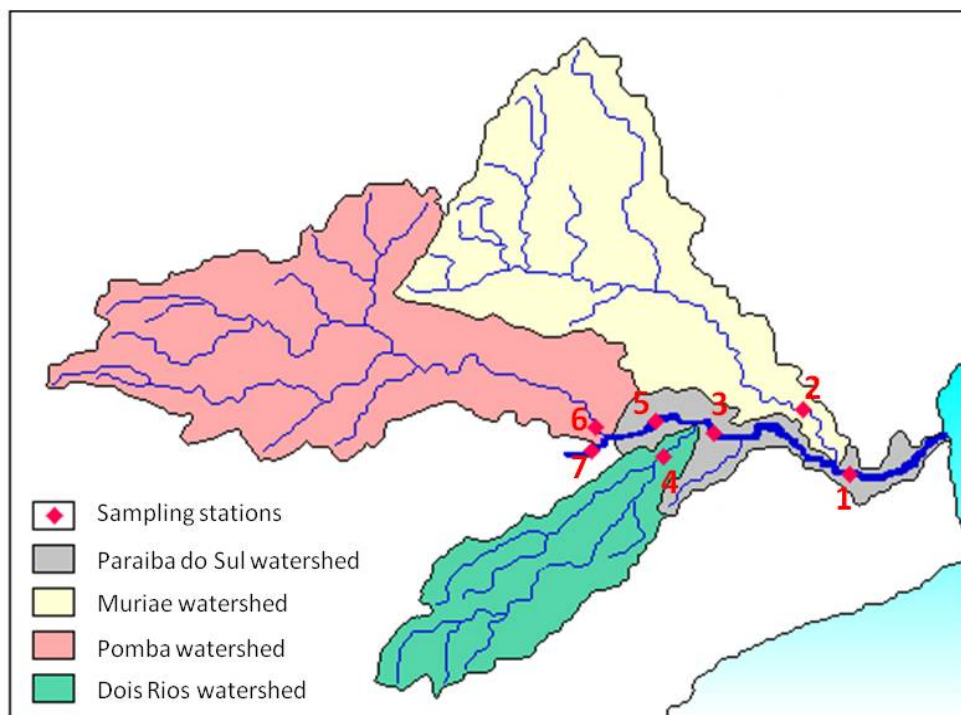 2
6
5
3
7
4
1
Sampling stations
Paraiba do Sul watershed
Muriae watershed
Pomba watershed
Dois Rios watershed